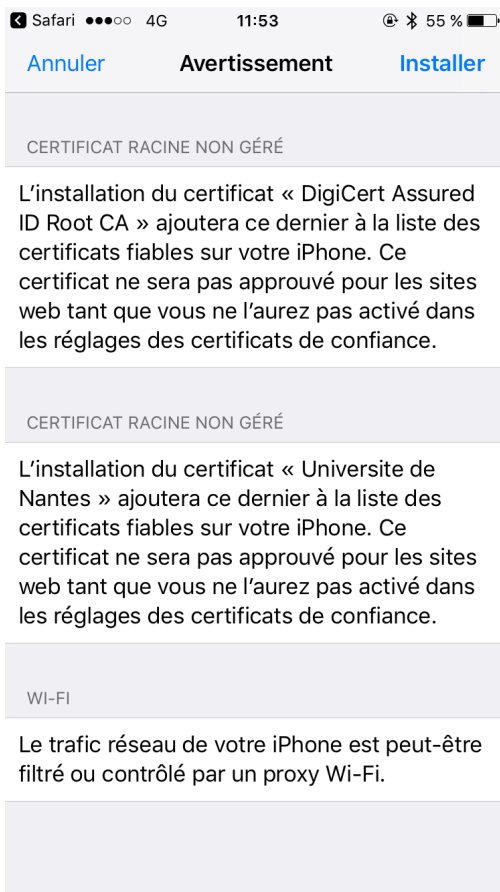 Safari 4G 11:53 55 %
Annuler Avertissement Installer
CERTIFICAT RACINE NON GÉRÉ
L’installation du certificat « DigiCert Assured
ID Root CA » ajoutera ce dernier à la liste des
certificats fiables sur votre iPhone. Ce
certificat ne sera pas approuvé pour les sites
web tant que vous ne l’aurez pas activé dans
les réglages des certificats de confiance.
CERTIFICAT RACINE NON GÉRÉ
L’installation du certificat « Universite de
Nantes » ajoutera ce dernier à la liste des
certificats fiables sur votre iPhone. Ce
certificat ne sera pas approuvé pour les sites
web tant que vous ne l’aurez pas activé dans
les réglages des certificats de confiance.
WI-FI
Le trafic réseau de votre iPhone est peut-être
filtré ou contrôlé par un proxy Wi-Fi.